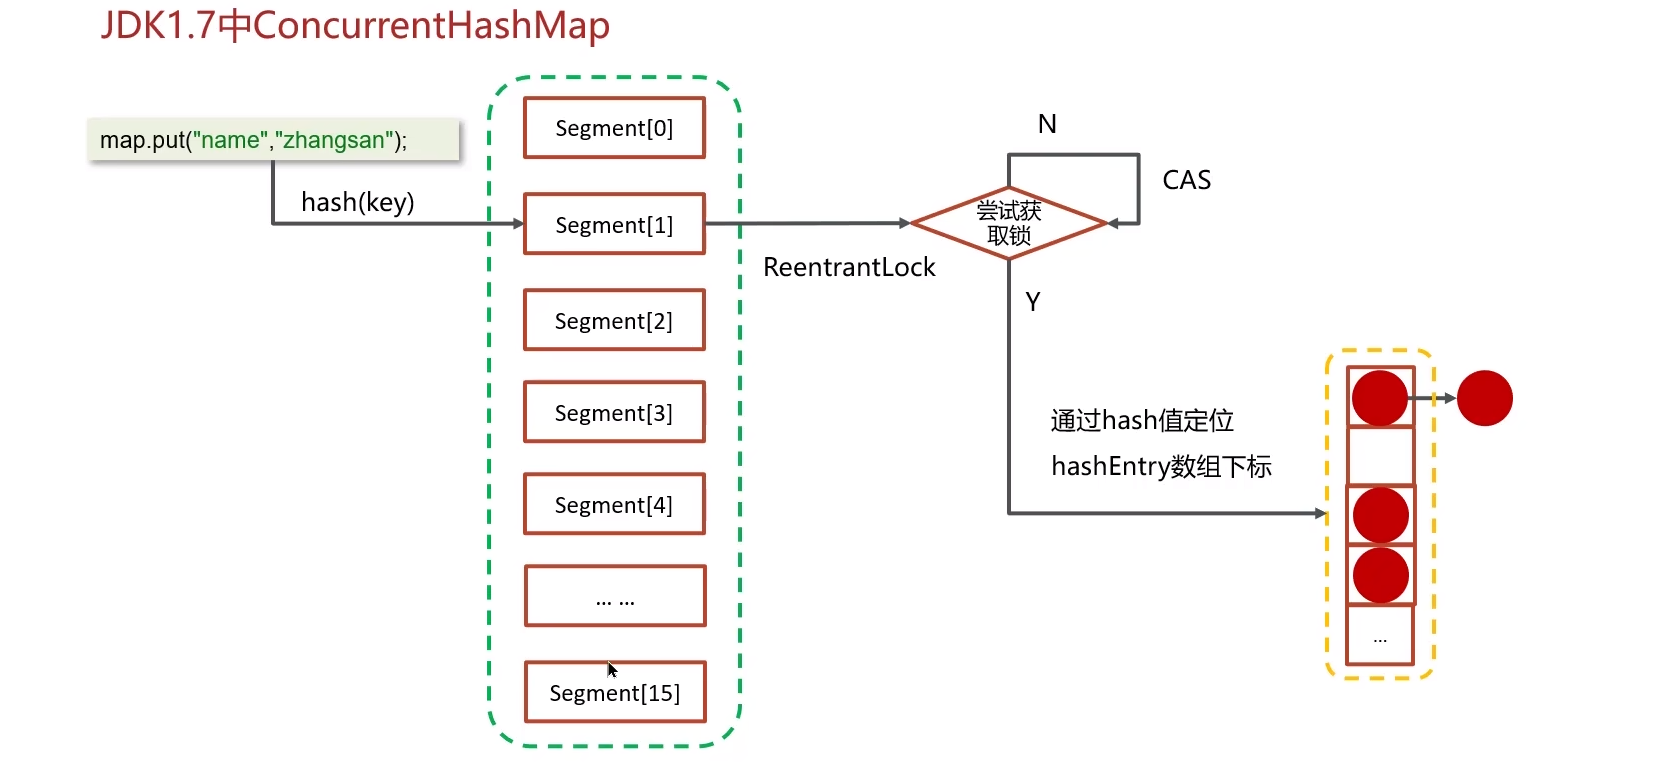 JDK1.7中ConcurrentHashMap
map.put("name","zhangsan");
hash(key)
Segment[0]
Segment[1]
Segment[2]
Segment[3]
Segment[4]
... ...
Segment[15]
ReentrantLock
N
CAS
尝试获
取锁
Y
通过hash值定位
hashEntry数组下标
...